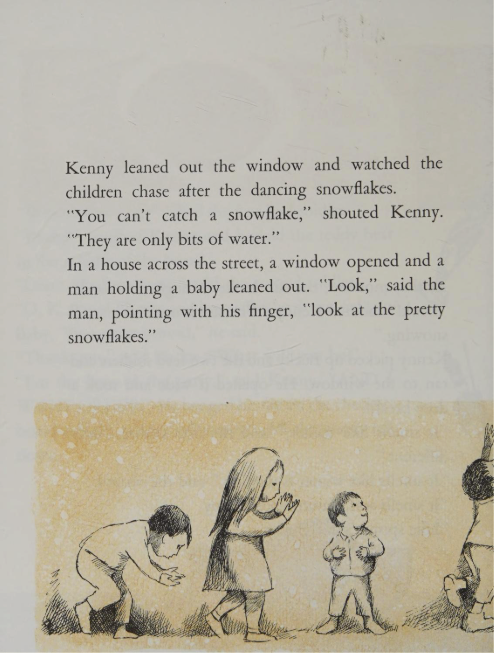 Kenny leaned out the window and watched the
children chase after the dancing snowflakes.
"You can't catch a snowflake," shouted Kenny.
"They are only bits of water."
In a house across the street, a window opened and a
man holding a baby leaned out. "Look," said the
man, pointing with his finger, "look at the pretty
snowflakes."